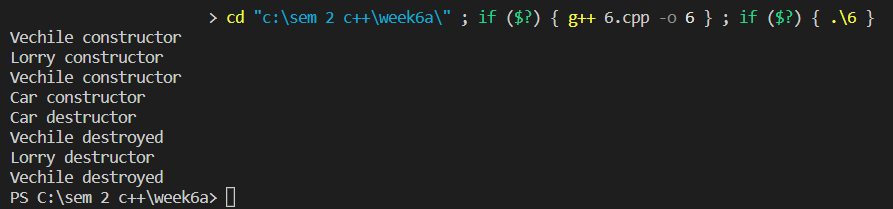 > cd "c:\sem 2 c++\week6a\" ; if ($?) { g++ 6.cpp -o 6 } ; if ($?) { .\6 }
Vechile constructor
Lorry constructor
Vechile constructor
Car constructor
Car destructor
Vechile destroyed
Lorry destructor
Vechile destroyed
PS C:\sem 2 c++\week6a>